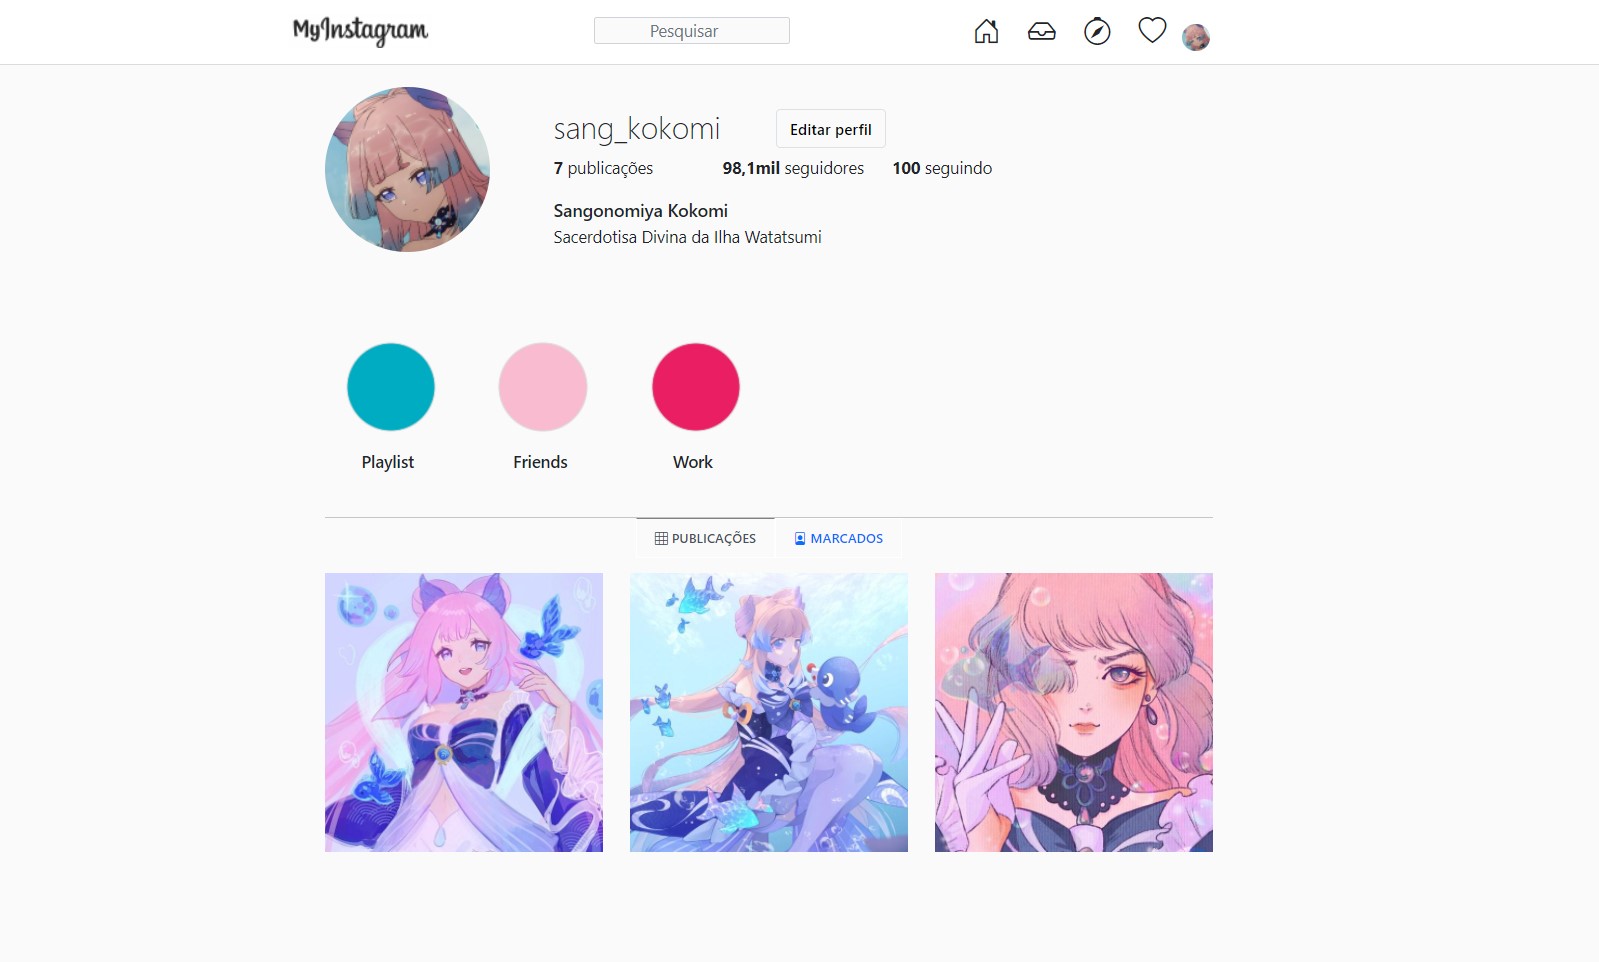 MyInstagram
Pesquisar
sang_kokomi
Editar perfil
7 publicações 98,1mil seguidores 100 seguindo
Sangonomiya Kokomi
Sacerdotisa Divina da Ilha Watatsumi
Playlist Friends Work
PUBLICAÇÕES MARCADOS